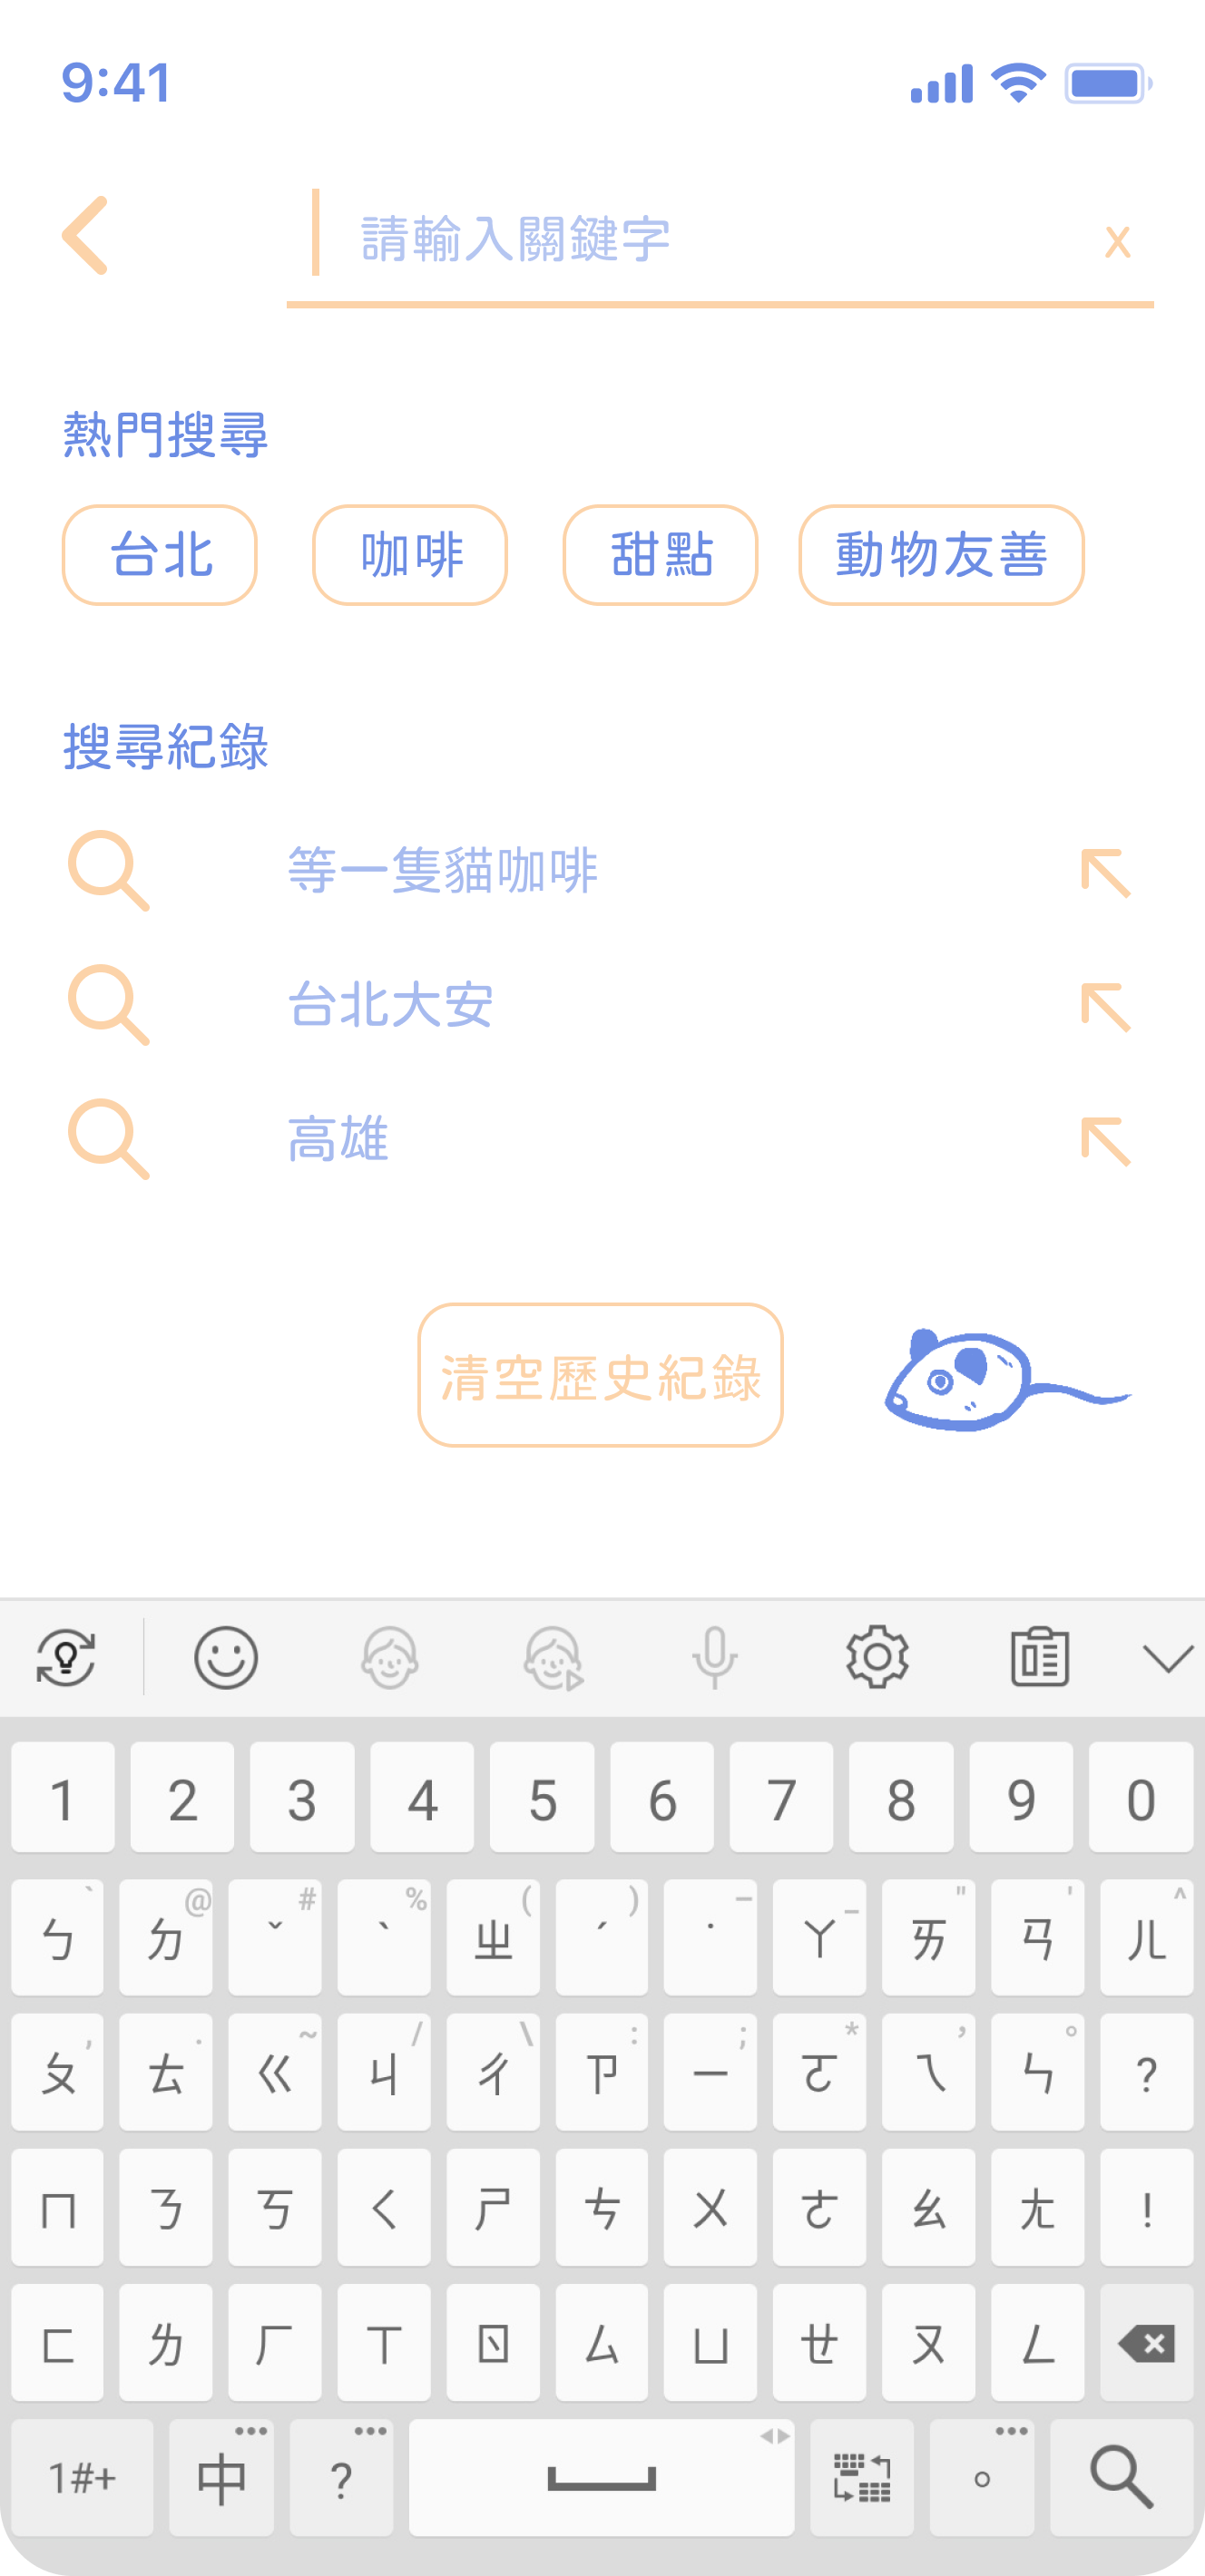 9:41
請輸入關鍵字 x
熱門搜尋
台北 咖啡 甜點 動物友善
搜尋紀錄
等一隻貓咖啡
台北大安
高雄
清空歷史紀錄
1 2 3 4 5 6 7 8 9 0
` @ # % ( ) – _ " ' ^
ㄅ ㄉ ˇ ˋ ㄓ ˊ ˙ ㄚ ㄞ ㄢ ㄦ
, . ~ / \ : ; * ， 。
ㄆ ㄊ ㄍ ㄐ ㄔ ㄗ ㄧ ㄛ ㄟ ㄣ ?
ㄇ ㄋ ㄎ ㄑ ㄕ ㄘ ㄨ ㄜ ㄠ ㄤ !
ㄈ ㄌ ㄏ ㄒ ㄖ ㄙ ㄩ ㄝ ㄡ ㄥ
1#+ 中 ? 。